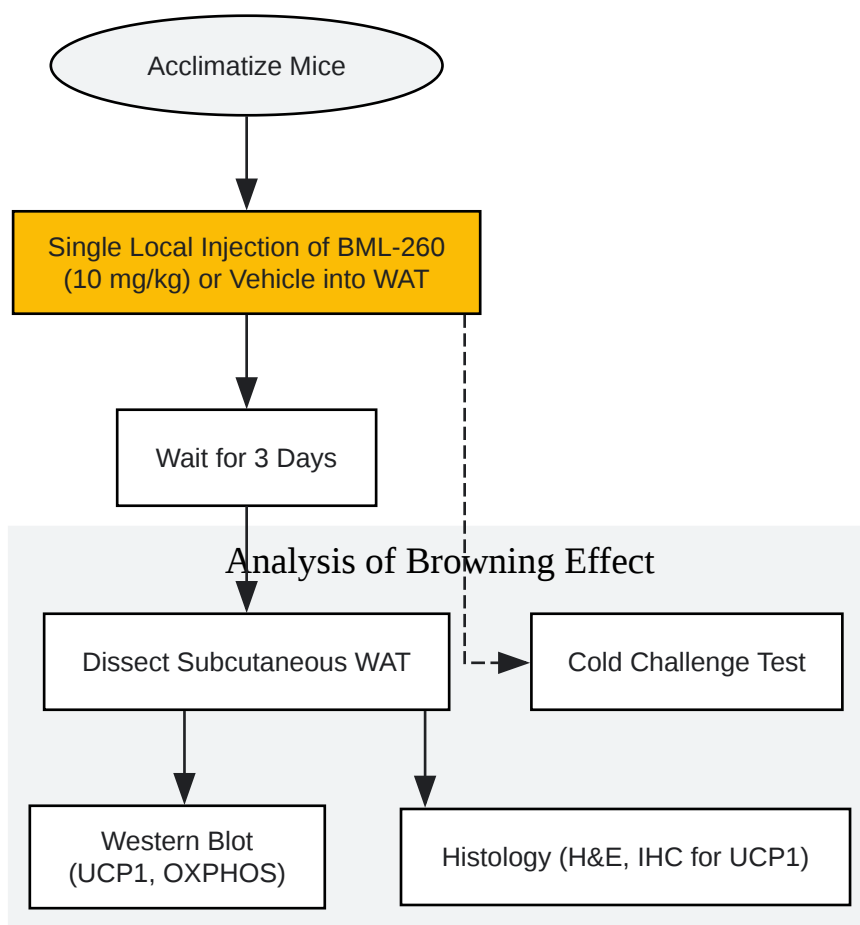 Acclimatize Mice
Single Local Injection of BML-260
(10 mg/kg) or Vehicle into WAT
Wait for 3 Days
Analysis of Browning Effect
Dissect Subcutaneous WAT
Cold Challenge Test
Western Blot
(UCP1, OXPHOS)
Histology (H&E, IHC for UCP1)